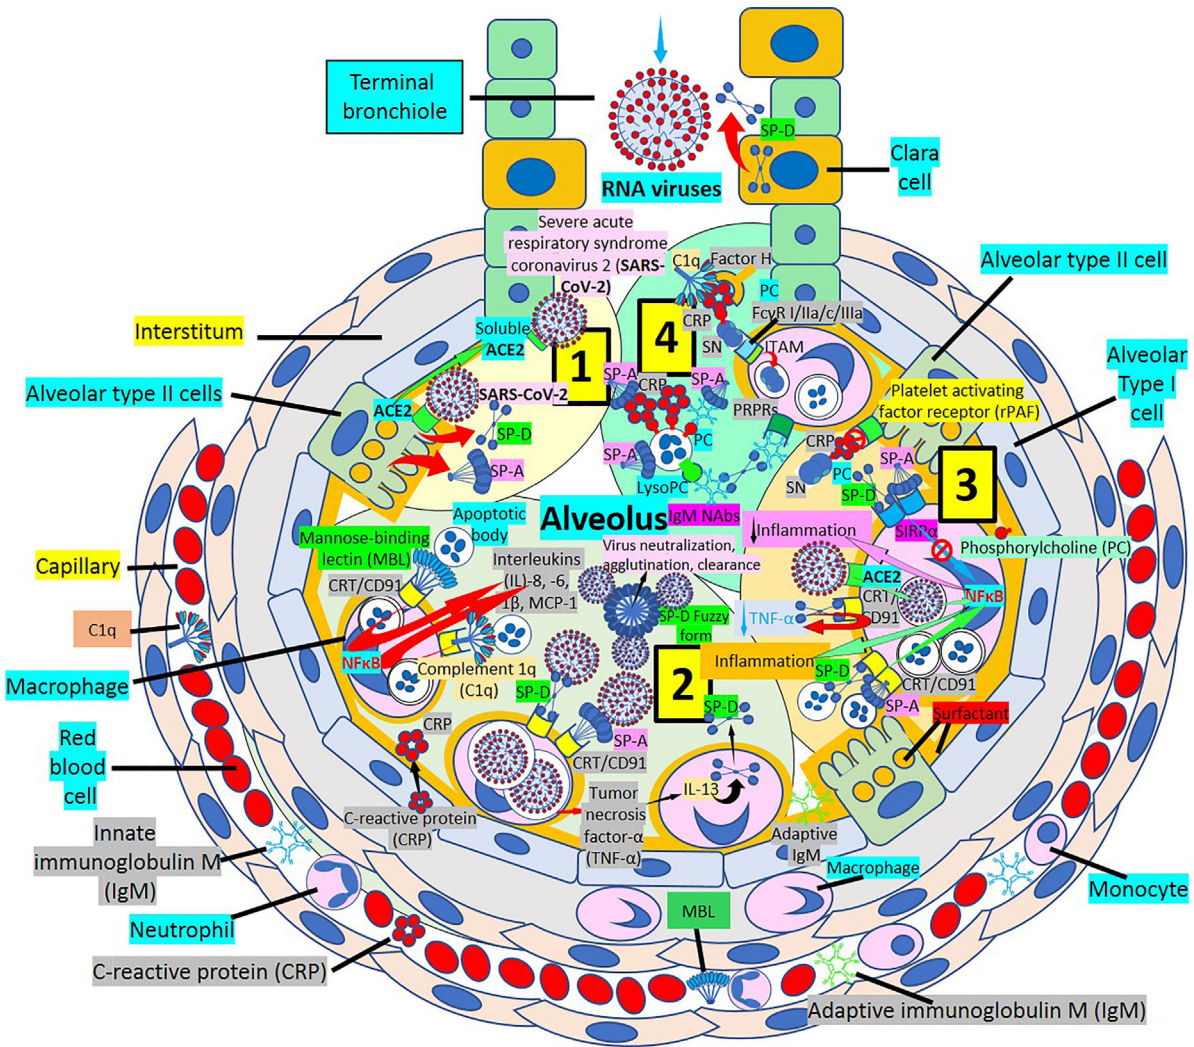 Terminal
bronchiole
SP-D
RNA viruses
Clara
cell
Severe acute
respiratory syndrome
coronavirus 2 (SARS-
CoV-2)
C1q
Factor H
PC
Alveolar type II cell
Interstitum
Soluble
ACE2
1
4
CRP
SN
FcγR I/IIa/c/IIIa
ITAM
Alveolar
Type I
cell
Alveolar type II cells
ACE2
SARS-CoV-2
SP-D
SP-A
SP-A
CRP
SP-A
PRPRs
Platelet activating
factor receptor (rPAF)
PC
SP-A
LysoPC
CRP
PC
SN
SP-A
SP-D
3
Apoptotic
body
Alveolus
IgM NAbs
Mannose-binding
lectin (MBL)
CRT/CD91
Interleukins
(IL)-8, -6,
1β, MCP-1
Virus neutralization,
agglutination, clearance
Inflammation
SIRPα
Phosphorylcholine (PC)
Capillary
C1q
ACE2
CR1/
CD91
NFκB
TNF-α
SP-D Fuzzy
form
NFκB
Macrophage
Complement 1q
(C1q)
SP-D
2
Inflammation
SP-D
CRT/CD91
SP-A
SP-D
Surfactant
Red
blood
cell
CRP
SP-A
CRT/CD91
C-reactive protein
(CRP)
Tumor
necrosis
factor-α
(TNF-α)
IL-13
Adaptive
IgM
Innate
immunoglobulin M
(IgM)
Macrophage
Monocyte
Neutrophil
MBL
C-reactive protein (CRP)
Adaptive immunoglobulin M (IgM)